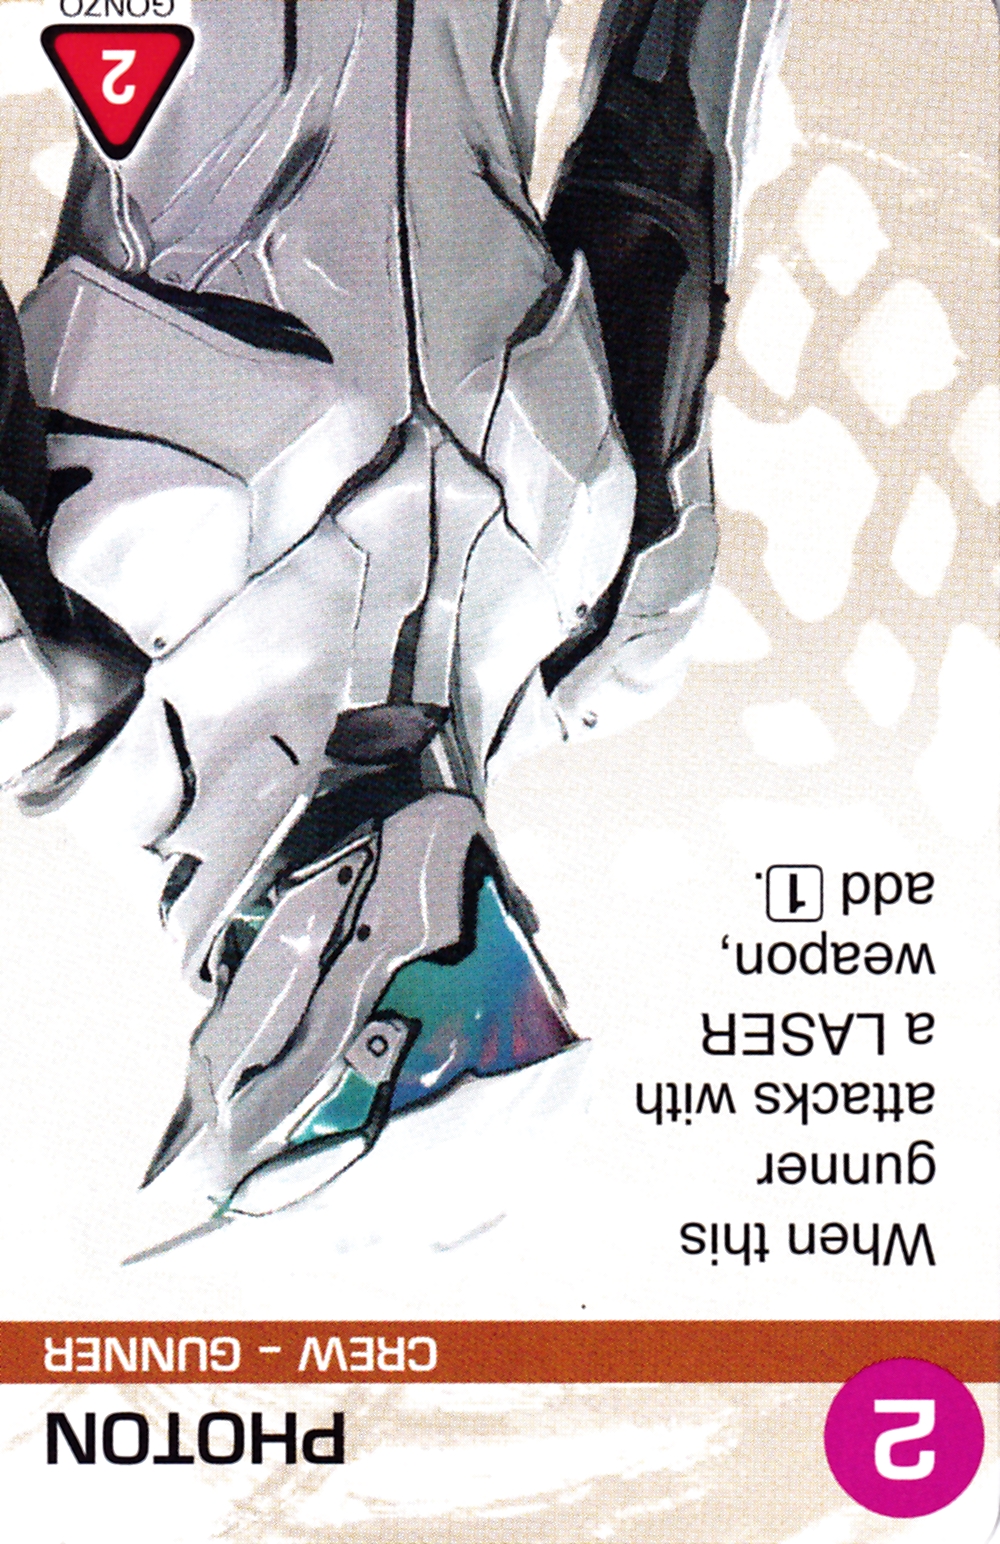 2
PHOTON
CREW – GUNNER
When this
gunner
attacks with
a LASER
weapon,
add 1.
2
GONZO